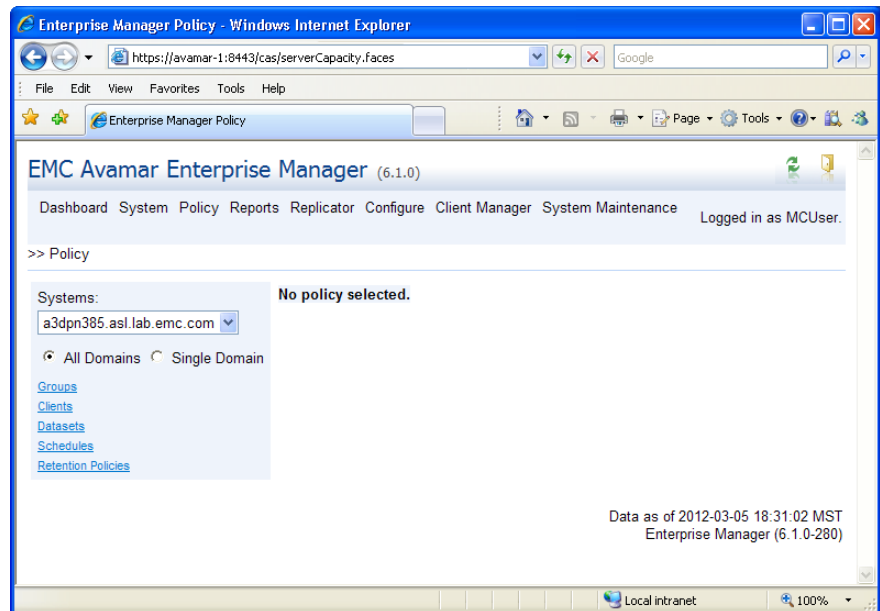 Enterprise Manager Policy - Windows Internet Explorer
https://avamar-1:8443/cas/serverCapacity.faces
Google
File Edit View Favorites Tools Help
Enterprise Manager Policy
Page Tools
EMC Avamar Enterprise Manager (6.1.0)
Dashboard System Policy Reports Replicator Configure Client Manager System Maintenance
Logged in as MCUser.
>> Policy
Systems:
a3dpn385.asl.lab.emc.com
All Domains Single Domain
Groups
Clients
Datasets
Schedules
Retention Policies
No policy selected.
Data as of 2012-03-05 18:31:02 MST
Enterprise Manager (6.1.0-280)
Local intranet
100%